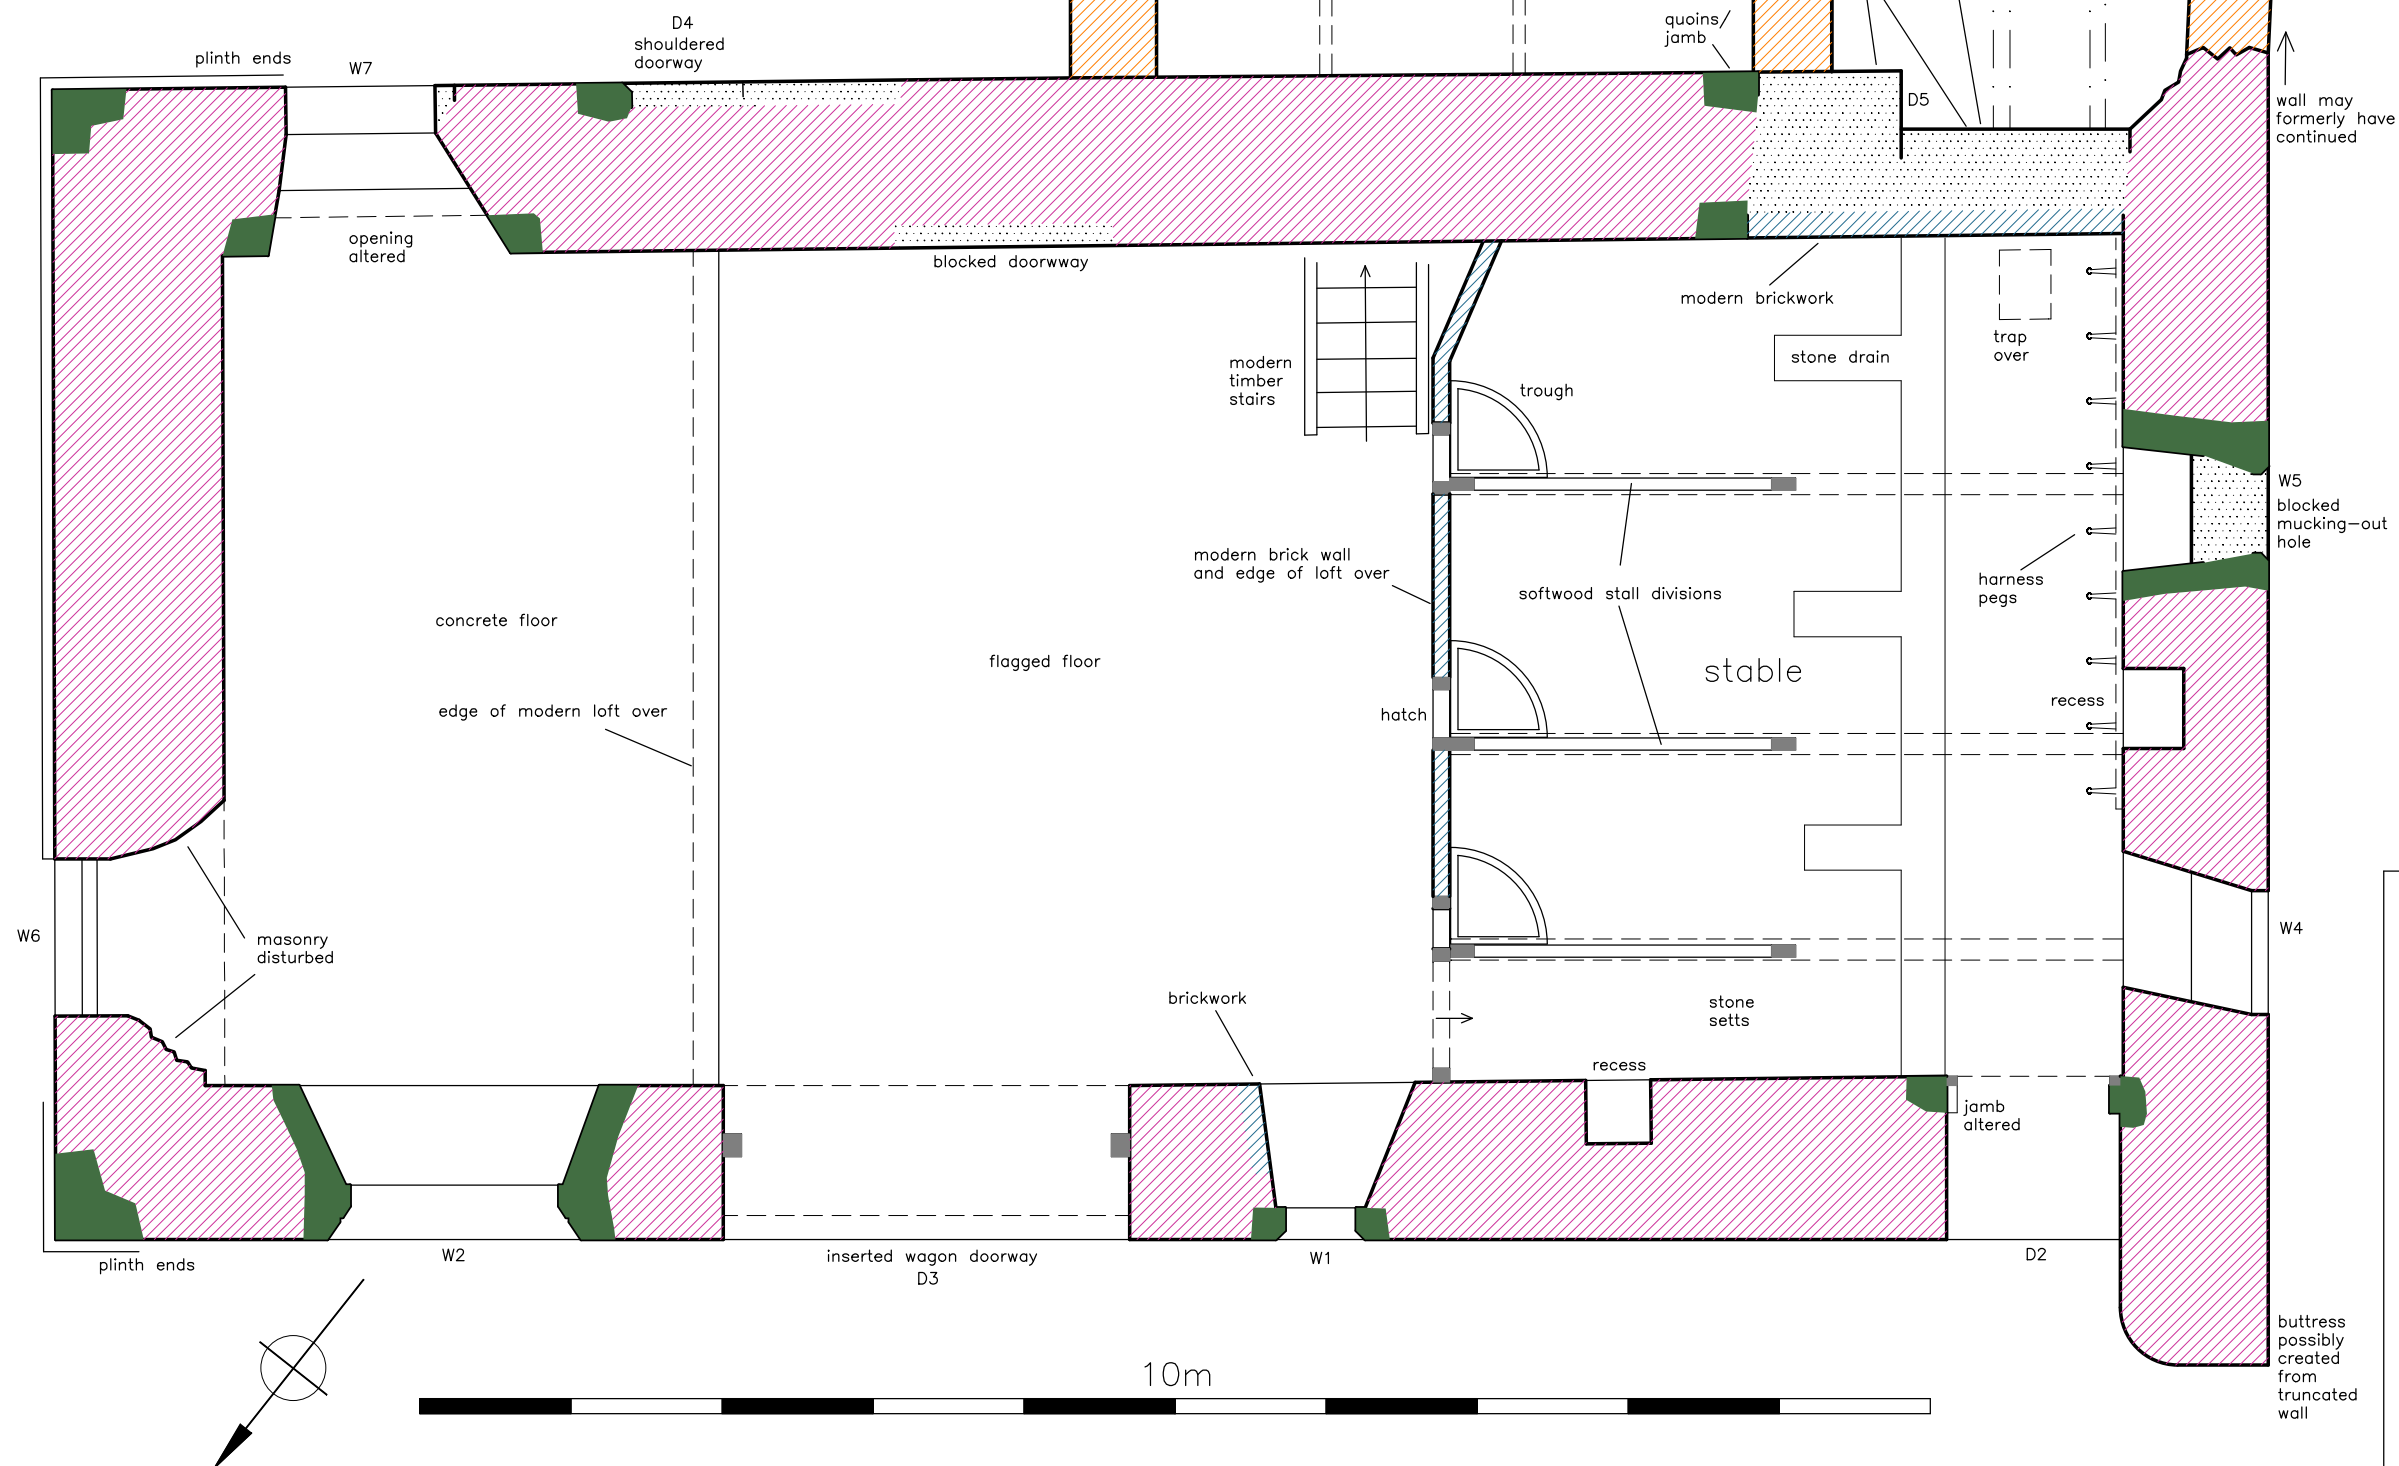 D4
shouldered
doorway
quoins/
jamb
plinth ends
W7
D5
wall may
formerly have
continued
opening
altered
blocked doorwway
modern brickwork
trap
over
stone drain
modern
timber
stairs
trough
W5
blocked
mucking-out
hole
modern brick wall
and edge of loft over
harness
pegs
softwood stall divisions
concrete floor
flagged floor
stable
edge of modern loft over
hatch
recess
W6
masonry
disturbed
W4
brickwork
stone
setts
recess
jamb
altered
plinth ends
W2
inserted wagon doorway
D3
W1
D2
buttress
possibly
created
from
truncated
wall
10m